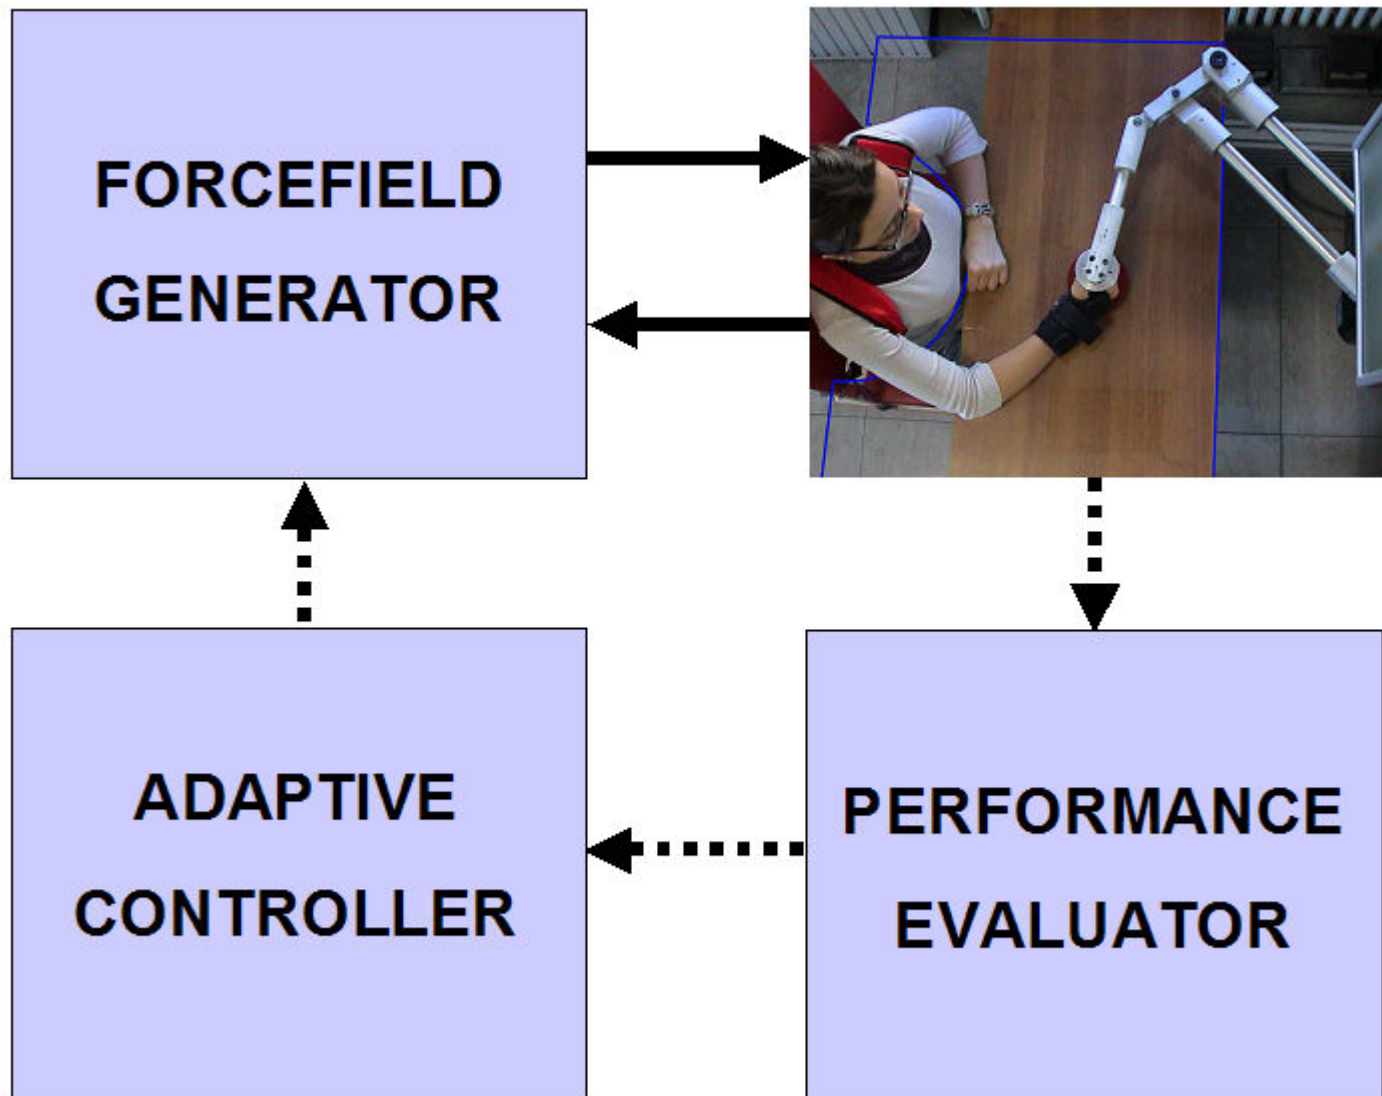 FORCEFIELD
GENERATOR
ADAPTIVE
CONTROLLER
PERFORMANCE
EVALUATOR